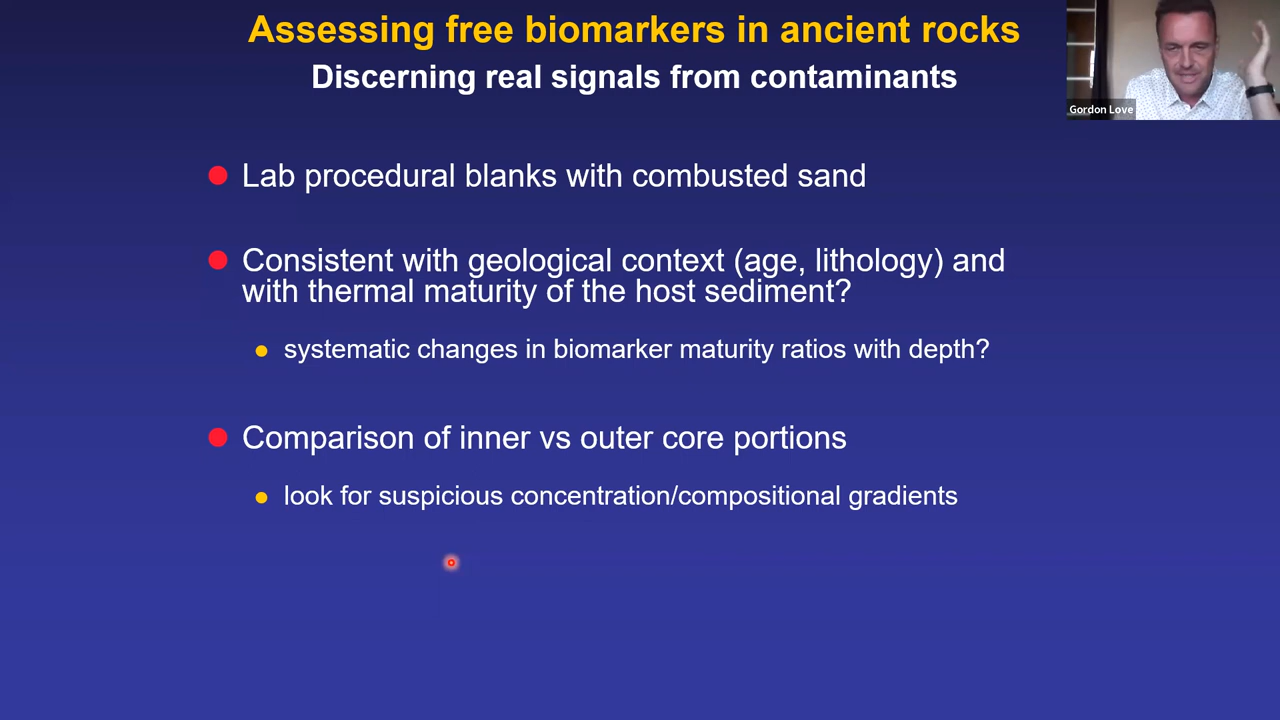 Assessing free biomarkers in ancient rocks
Discerning real signals from contaminants
Gordon Love
Lab procedural blanks with combusted sand
Consistent with geological context (age, lithology) and
with thermal maturity of the host sediment?
systematic changes in biomarker maturity ratios with depth?
Comparison of inner vs outer core portions
look for suspicious concentration/compositional gradients